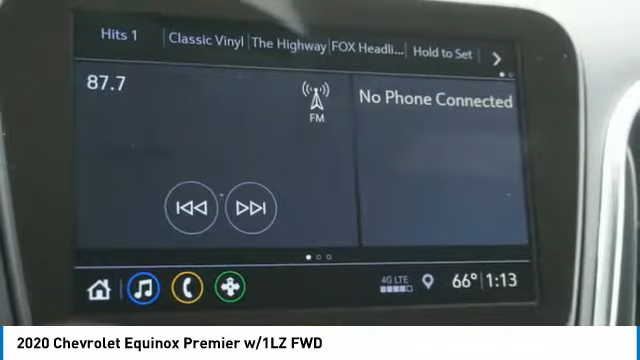 Hits 1 Classic Vinyl The Highway FOX Headli... Hold to Set
87.7
FM
No Phone Connected
4G LTE
66° 1:13
2020 Chevrolet Equinox Premier w/1LZ FWD